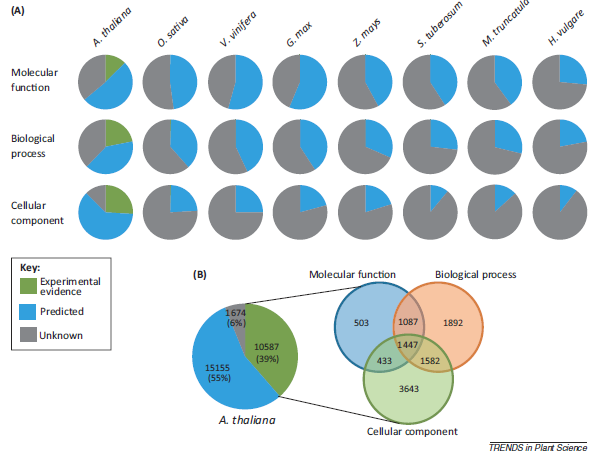 (A)
A. thaliana
O. sativa
V. vinifera
G. max
Z. mays
S. tuberosum
M. truncatula
H. vulgare
Molecular
function
Biological
process
Cellular
component
Key:
Experimental
evidence
Predicted
Unknown
(B)
1674
(6%)
10587
(39%)
15155
(55%)
A. thaliana
Molecular function
Biological process
503
1087
1892
1447
433
1582
3643
Cellular component
TRENDS in Plant Science